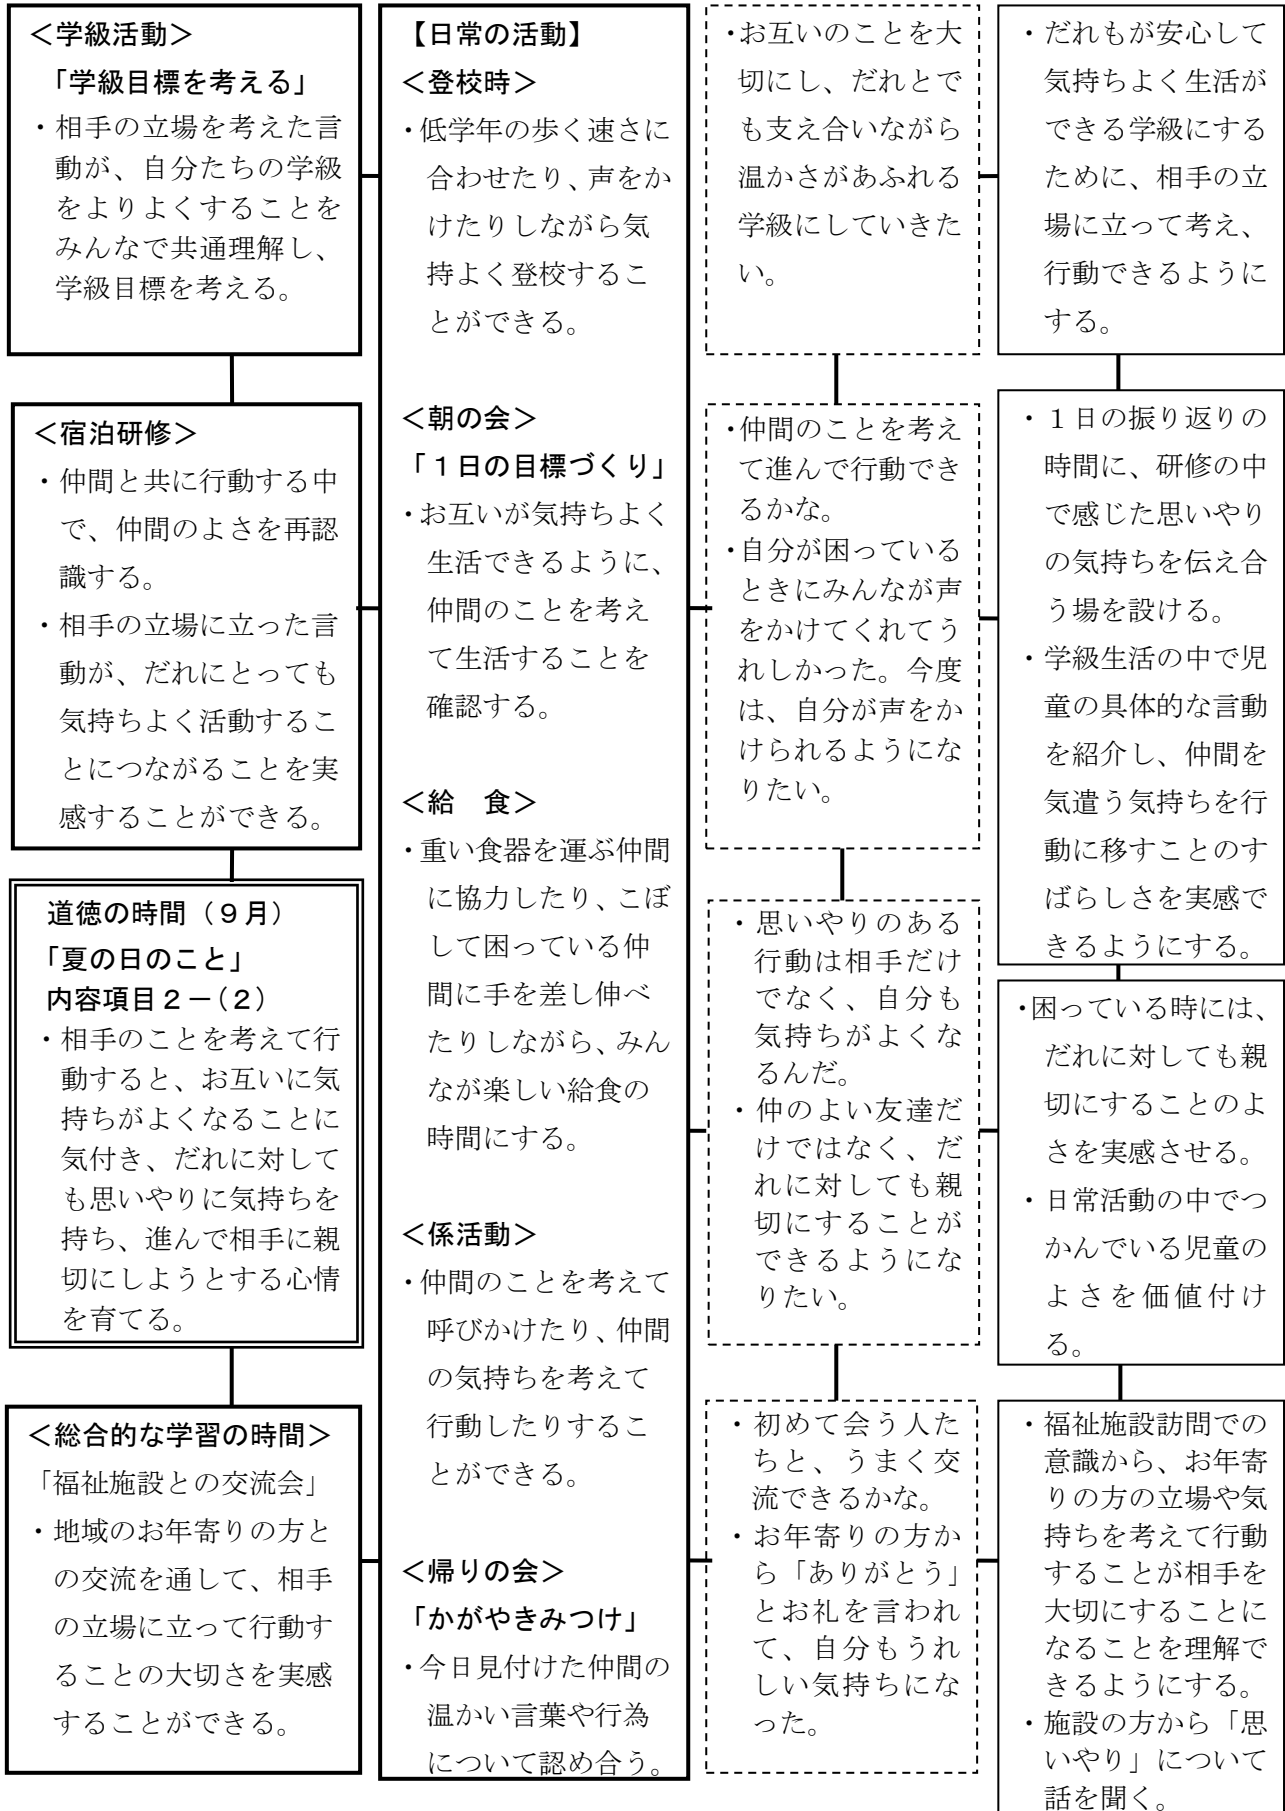 ＜学級活動＞
「学級目標を考える」
・相手の立場を考えた言
動が、自分たちの学級
をよりよくすることを
みんなで共通理解し、
学級目標を考える。
＜宿泊研修＞
・仲間と共に行動する中
で、仲間のよさを再認
識する。
・相手の立場に立った言
動が、だれにとっても
気持ちよく活動するこ
とにつながることを実
感することができる。
道徳の時間（９月）
「夏の日のこと」
内容項目２－(２)
・相手のことを考えて行
動すると、お互いに気
持ちがよくなることに
気付き、だれに対して
も思いやりに気持ちを
持ち、進んで相手に親
切にしようとする心情
を育てる。
＜総合的な学習の時間＞
「福祉施設との交流会」
・地域のお年寄りの方と
の交流を通して、相手
の立場に立って行動す
ることの大切さを実感
することができる。
【日常の活動】
＜登校時＞
・低学年の歩く速さに
合わせたり、声をか
けたりしながら気
持よく登校するこ
とができる。
＜朝の会＞
「１日の目標づくり」
・お互いが気持ちよく
生活できるように、
仲間のことを考え
て生活することを
確認する。
＜給　食＞
・重い食器を運ぶ仲間
に協力したり、こぼ
して困っている仲
間に手を差し伸べ
たりしながら、みん
なが楽しい給食の
時間にする。
＜係活動＞
・仲間のことを考えて
呼びかけたり、仲間
の気持ちを考えて
行動したりするこ
とができる。
＜帰りの会＞
「かがやきみつけ」
・今日見付けた仲間の
温かい言葉や行為
について認め合う。
・お互いのことを大
切にし、だれとで
も支え合いながら
温かさがあふれる
学級にしていきた
い。
・仲間のことを考え
て進んで行動でき
るかな。
・自分が困っている
ときにみんなが声
をかけてくれてう
れしかった。今度
は、自分が声をか
けられるようにな
りたい。
・思いやりのある
行動は相手だけ
でなく、自分も
気持ちがよくな
るんだ。
・仲のよい友達だ
けではなく、だ
れに対しても親
切にすることが
できるようにな
りたい。
・初めて会う人た
ちと、うまく交
流できるかな。
・お年寄りの方か
ら「ありがとう」
とお礼を言われ
て、自分もうれ
しい気持ちにな
った。
・だれもが安心して
気持ちよく生活が
できる学級にする
ために、相手の立
場に立って考え、
行動できるように
する。
・１日の振り返りの
時間に、研修の中
で感じた思いやり
の気持ちを伝え合
う場を設ける。
・学級生活の中で児
童の具体的な言動
を紹介し、仲間を
気遣う気持ちを行
動に移すことのす
ばらしさを実感で
きるようにする。
・困っている時には、
だれに対しても親
切にすることのよ
さを実感させる。
・日常活動の中でつ
かんでいる児童の
よさを価値付け
る。
・福祉施設訪問での
意識から、お年寄
りの方の立場や気
持ちを考えて行動
することが相手を
大切にすることに
なることを理解で
きるようにする。
・施設の方から「思
いやり」について
話を聞く。